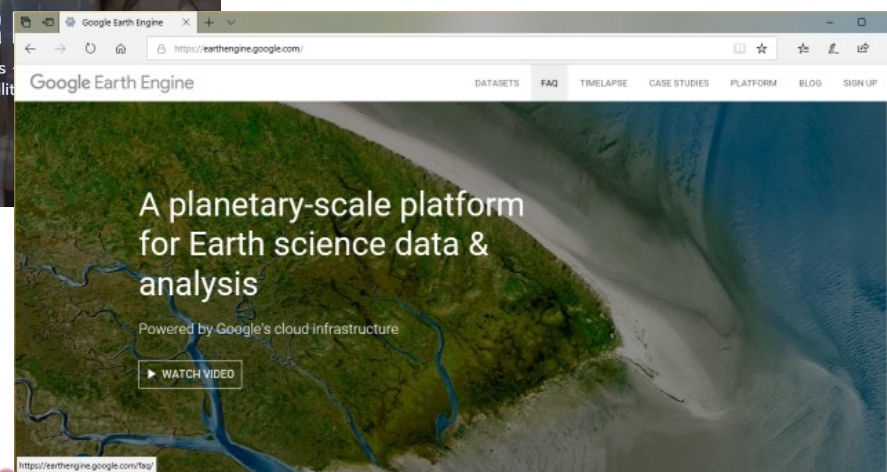 Google Earth Engine
https://earthengine.google.com/
Google Earth Engine
DATASETS FAQ TIMELAPSE CASE STUDIES PLATFORM BLOG SIGN UP
A planetary-scale platform
for Earth science data &
analysis
Powered by Google's cloud infrastructure
WATCH VIDEO
https://earthengine.google.com/faq/